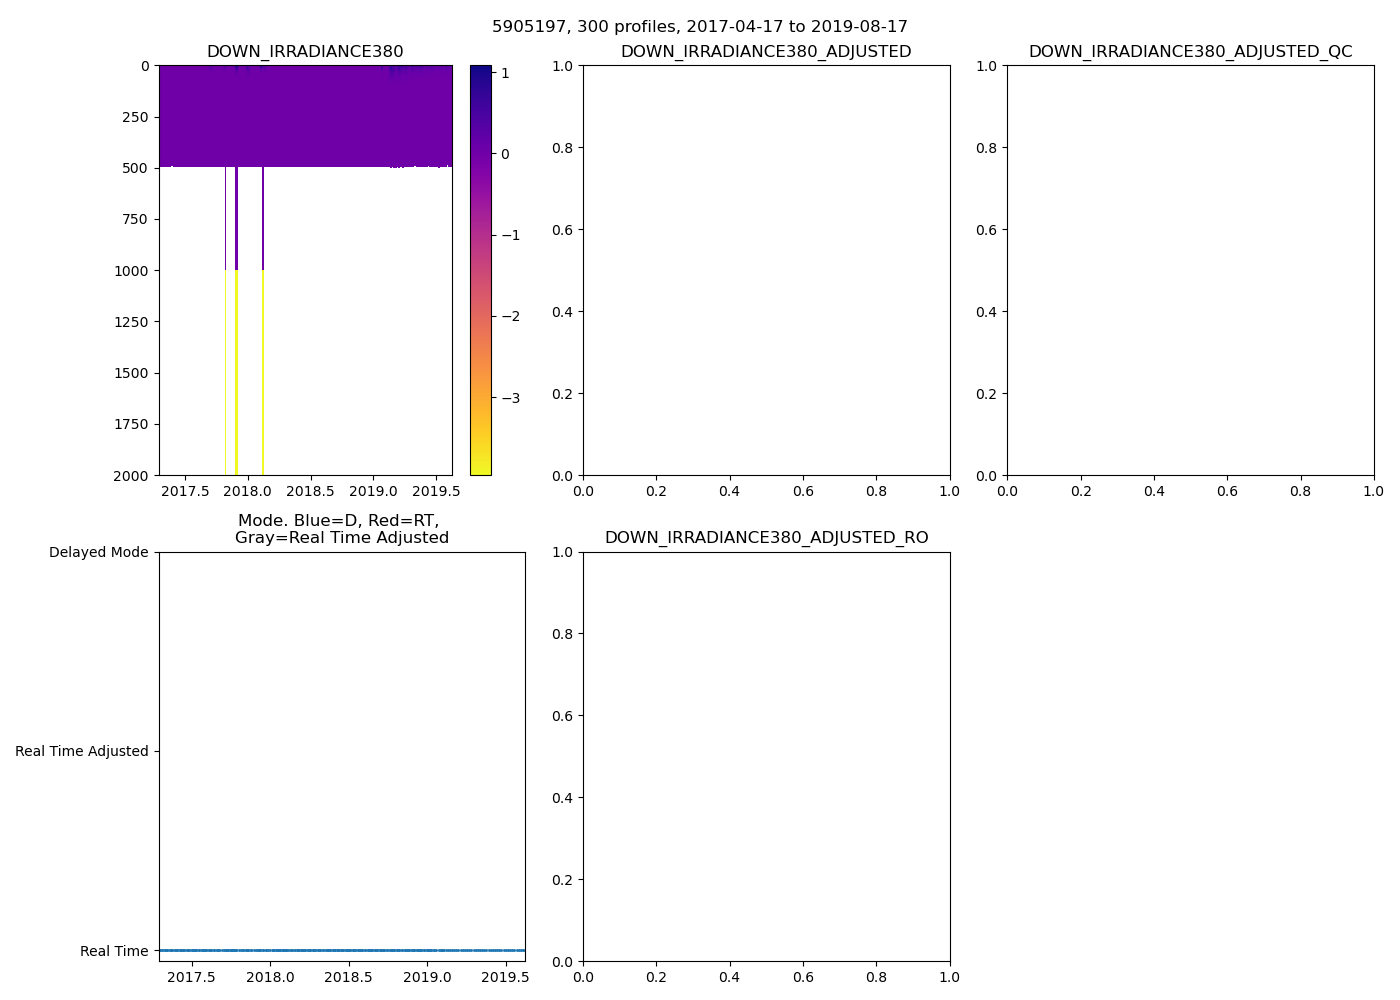 5905197, 300 profiles, 2017-04-17 to 2019-08-17
DOWN_IRRADIANCE380
0
250
500
750
1000
1250
1500
1750
2000
2017.5 2018.0 2018.5 2019.0 2019.5
1
0
−1
−2
−3
DOWN_IRRADIANCE380_ADJUSTED
1.0
0.8
0.6
0.4
0.2
0.0
0.0 0.2 0.4 0.6 0.8 1.0
DOWN_IRRADIANCE380_ADJUSTED_QC
1.0
0.8
0.6
0.4
0.2
0.0
0.0 0.2 0.4 0.6 0.8 1.0
Mode. Blue=D, Red=RT,
Gray=Real Time Adjusted
Delayed Mode
Real Time Adjusted
Real Time
2017.5 2018.0 2018.5 2019.0 2019.5
DOWN_IRRADIANCE380_ADJUSTED_RO
1.0
0.8
0.6
0.4
0.2
0.0
0.0 0.2 0.4 0.6 0.8 1.0